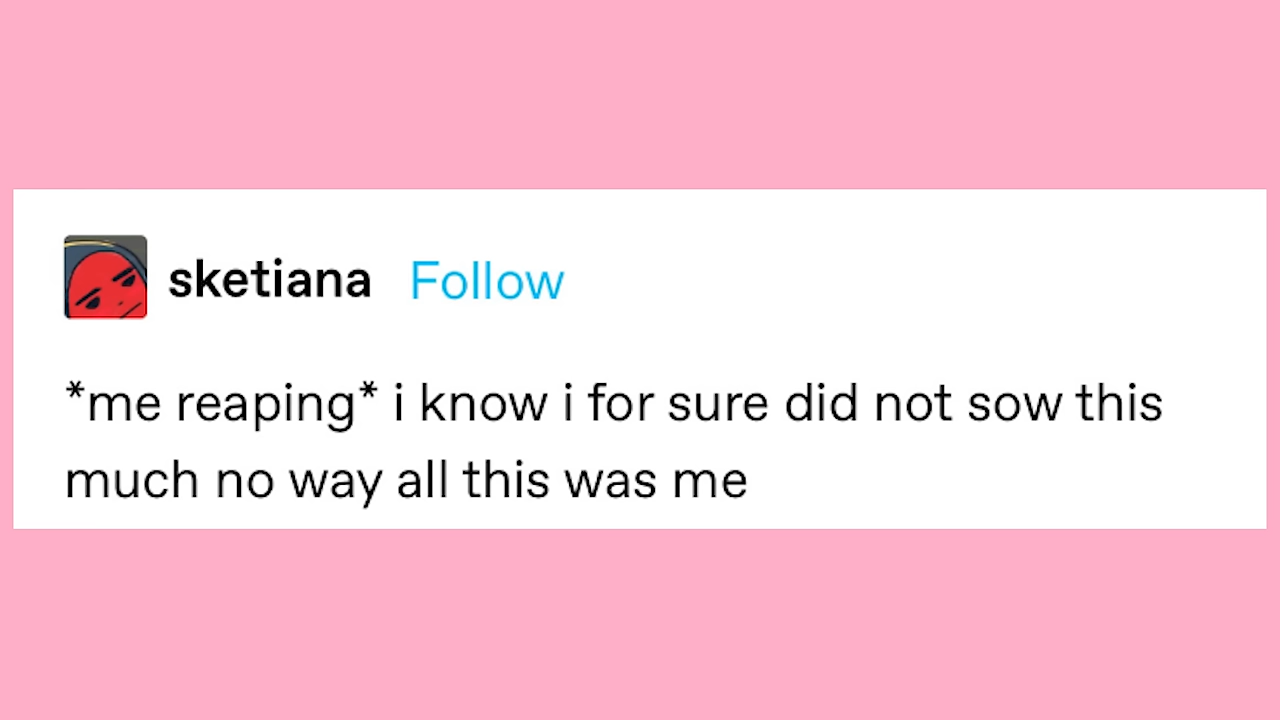 sketiana Follow
*me reaping* i know i for sure did not sow this
much no way all this was me